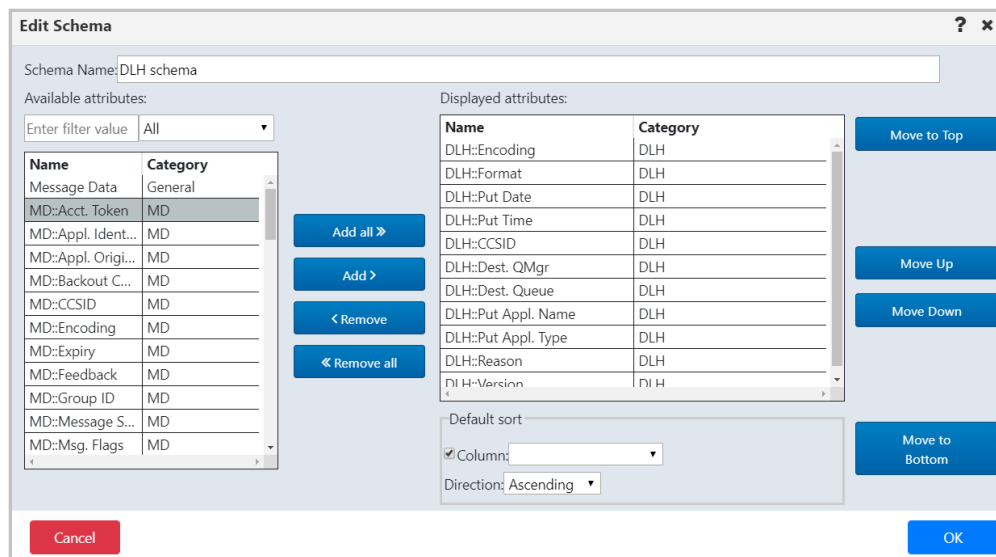 Edit Schema ? ×
Schema Name: DLH schema
Available attributes:
Enter filter value All
Name Category
Message Data General
MD::Acct. Token MD
MD::Appl. Ident... MD
MD::Appl. Origi... MD
MD::Backout C... MD
MD::CCSID MD
MD::Encoding MD
MD::Expiry MD
MD::Feedback MD
MD::Group ID MD
MD::Message S... MD
MD::Msg. Flags MD
Add all »
Add >
< Remove
« Remove all
Displayed attributes:
Name Category
DLH::Encoding DLH
DLH::Format DLH
DLH::Put Date DLH
DLH::Put Time DLH
DLH::CCSID DLH
DLH::Dest. QMgr DLH
DLH::Dest. Queue DLH
DLH::Put Appl. Name DLH
DLH::Put Appl. Type DLH
DLH::Reason DLH
DLH::Version DLH
Default sort
Column:
Direction: Ascending
Move to Top
Move Up
Move Down
Move to
Bottom
Cancel
OK